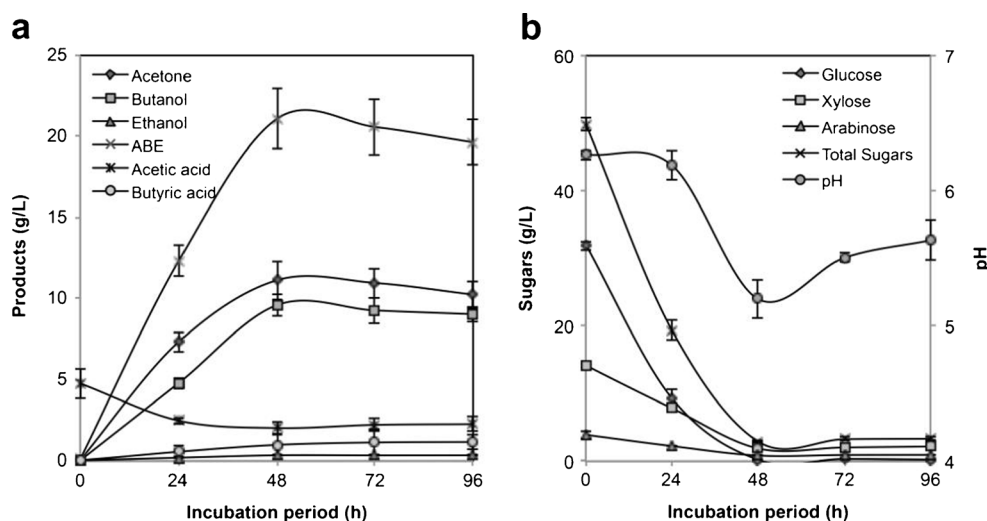 a
Products (g/L)
25
20
15
10
5
0
Acetone
Butanol
Ethanol
ABE
Acetic acid
Butyric acid
0 24 48 72 96
Incubation period (h)
b
Sugars (g/L)
60
40
20
0
Glucose
Xylose
Arabinose
Total Sugars
pH
7
6
5
4
pH
0 24 48 72 96
Incubation period (h)